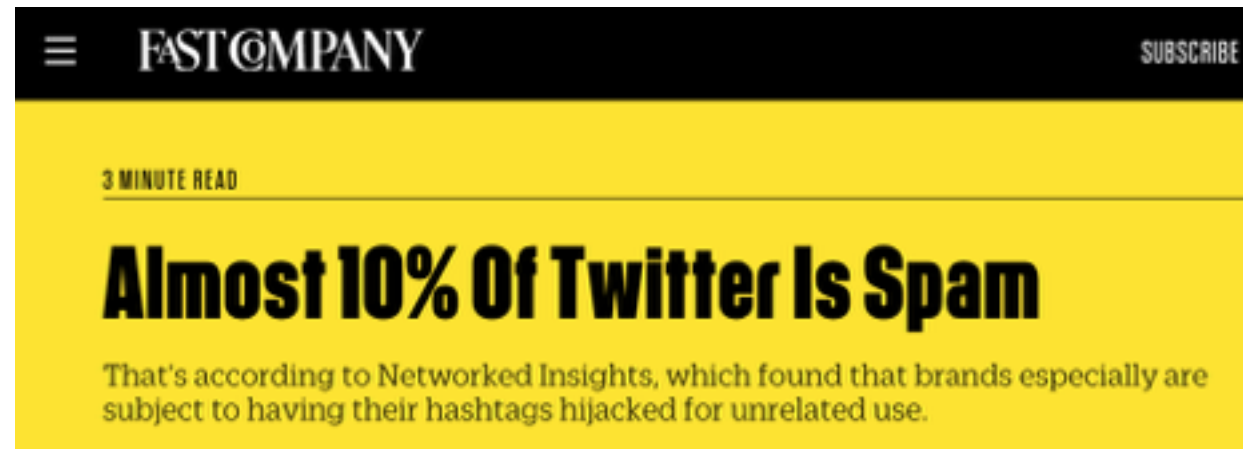 FAST COMPANY
SUBSCRIBE
3 MINUTE READ
Almost 10% Of Twitter Is Spam
That's according to Networked Insights, which found that brands especially are
subject to having their hashtags hijacked for unrelated use.